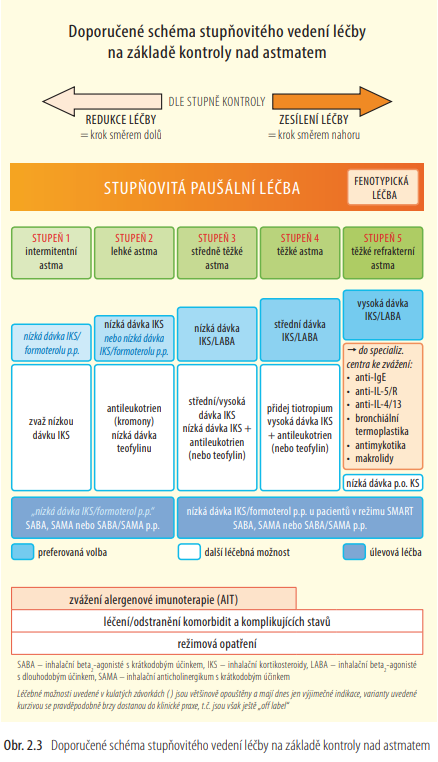 Doporučené schéma stupňovitého vedení léčby
na základě kontroly nad astmatem
DLE STUPNĚ KONTROLY
REDUKCE LÉČBY
= krok směrem dolů
ZESÍLENÍ LÉČBY
= krok směrem nahoru
STUPŇOVITÁ PAUŠÁLNÍ LÉČBA
FENOTYPICKÁ
LÉČBA
STUPEŇ 1
intermitentní
astma
STUPEŇ 2
lehké astma
STUPEŇ 3
středně těžké
astma
STUPEŇ 4
těžké astma
STUPEŇ 5
těžké refrakterní
astma
nízká dávka IKS/
formoterolu p.p.
nízká dávka IKS
nebo nízká dávka
IKS/formoterolu p.p.
nízká dávka
IKS/LABA
střední dávka
IKS/LABA
vysoká dávka
IKS/LABA
zvaž nízkou
dávku IKS
antileukotrien
(kromony)
nízká dávka
teofylinu
střední/vysoká
dávka IKS
nízká dávka IKS +
antileukotrien
(nebo teofylin)
přidej tiotropium
vysoká dávka IKS
+ antileukotrien
(nebo teofylin)
→ do specializ.
centra ke zvážení:
• anti-IgE
• anti-IL-5/R
• anti-IL-4/13
• bronchiální
termoplastika
• antimykotika
• makrolidy
nízká dávka p.o. KS
„nízká dávka IKS/formoterol p.p.”
SABA, SAMA nebo SABA/SAMA p.p.
nízká dávka IKS/formoterol p.p. u pacientů v režimu SMART
SABA, SAMA nebo SABA/SAMA p.p.
preferovaná volba
další léčebná možnost
úlevová léčba
zvážení alergenové imunoterapie (AIT)
léčení/odstranění komorbidit a komplikujících stavů
režimová opatření
SABA – inhalační beta2-agonisté s krátkodobým účinkem, IKS – inhalační kortikosteroidy, LABA – inhalační beta2-agonisté
s dlouhodobým účinkem, SAMA – inhalační anticholinergikum s krátkodobým účinkem
Léčebné možnosti uvedené v kulatých závorkách ( ) jsou většinově opouštěny a mají dnes jen výjimečné indikace, varianty uvedené
kurzívou se pravděpodobně brzy dostanou do klinické praxe, t.č. jsou však ještě „off label”
Obr. 2.3 Doporučené schéma stupňovitého vedení léčby na základě kontroly nad astmatem